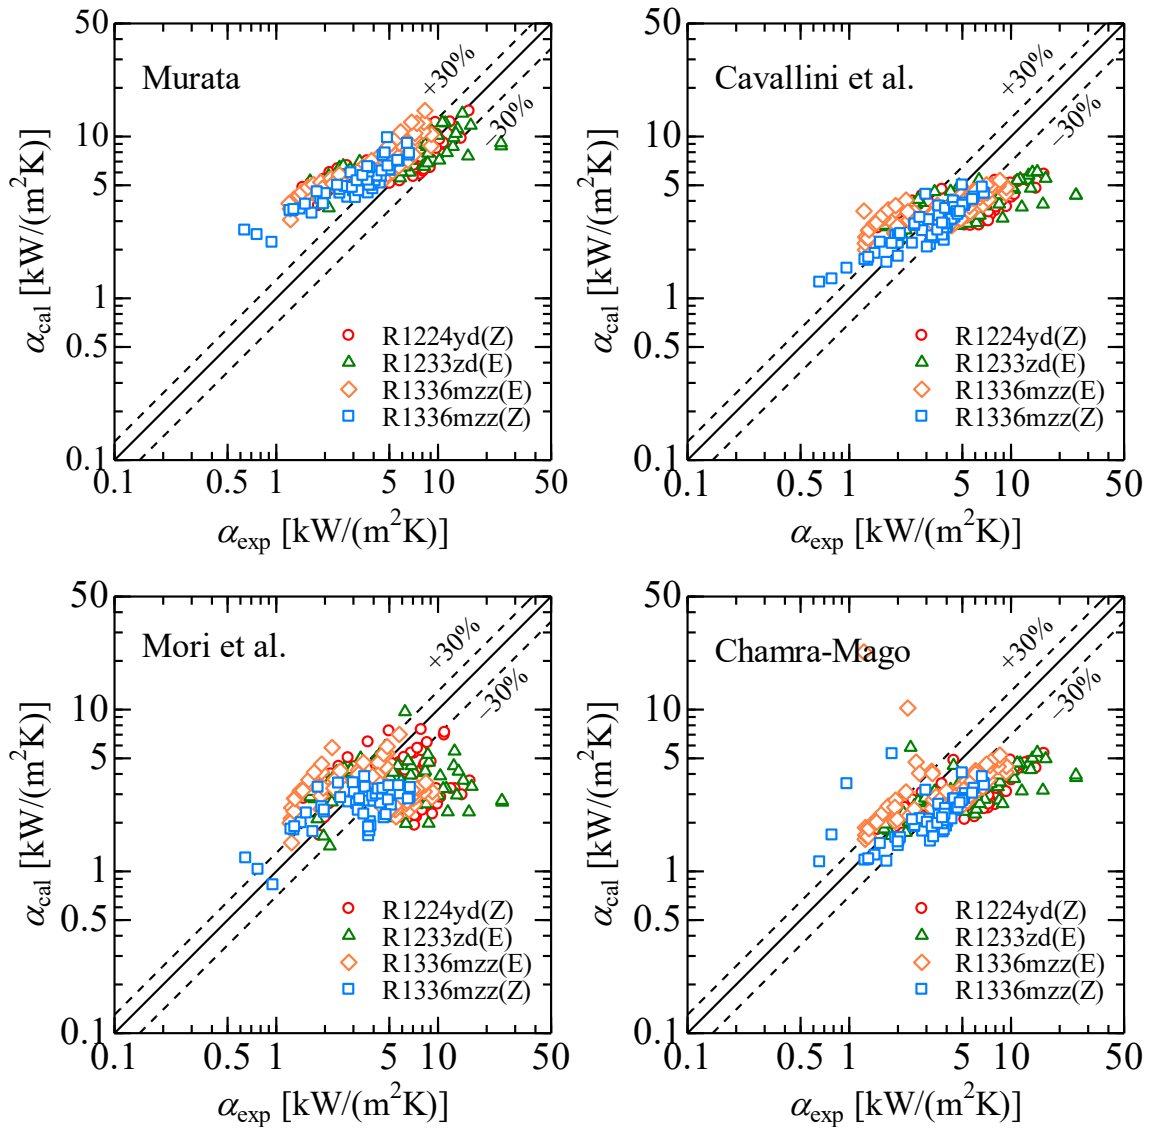 Murata
+30%
−30%
50
10
5
1
0.5
0.1
α_cal [kW/(m²K)]
R1224yd(Z)
R1233zd(E)
R1336mzz(E)
R1336mzz(Z)
0.1 0.5 1 5 10 50
α_exp [kW/(m²K)]
Cavallini et al.
+30%
−30%
50
10
5
1
0.5
0.1
α_cal [kW/(m²K)]
R1224yd(Z)
R1233zd(E)
R1336mzz(E)
R1336mzz(Z)
0.1 0.5 1 5 10 50
α_exp [kW/(m²K)]
Mori et al.
+30%
−30%
50
10
5
1
0.5
0.1
α_cal [kW/(m²K)]
R1224yd(Z)
R1233zd(E)
R1336mzz(E)
R1336mzz(Z)
0.1 0.5 1 5 10 50
α_exp [kW/(m²K)]
Chamra-Mago
+30%
−30%
50
10
5
1
0.5
0.1
α_cal [kW/(m²K)]
R1224yd(Z)
R1233zd(E)
R1336mzz(E)
R1336mzz(Z)
0.1 0.5 1 5 10 50
α_exp [kW/(m²K)]